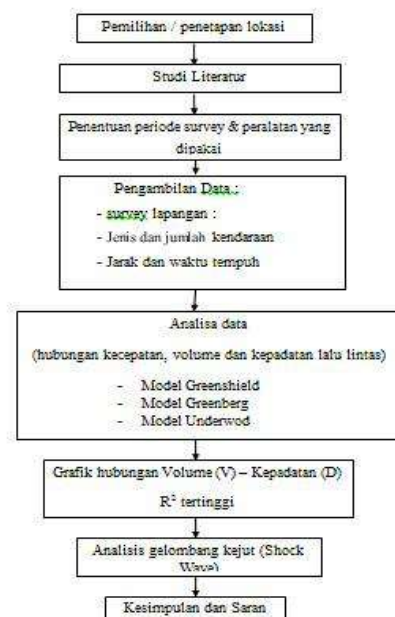 Pemilihan / penetapan lokasi
Studi Literatur
Penentuan periode survey & peralatan yang
dipakai
Pengambilan Data :
- survey lapangan :
- Jenis dan jumlah kendaraan
- Jarak dan waktu tempuh
Analisa data
(hubungan kecepatan, volume dan kepadatan lalu lintas)
- Model Greenshield
- Model Greenberg
- Model Underwod
Grafik hubungan Volume (V) – Kepadatan (D)
R² tertinggi
Analisis gelombang kejut (Shock
Wave)
Kesimpulan dan Saran